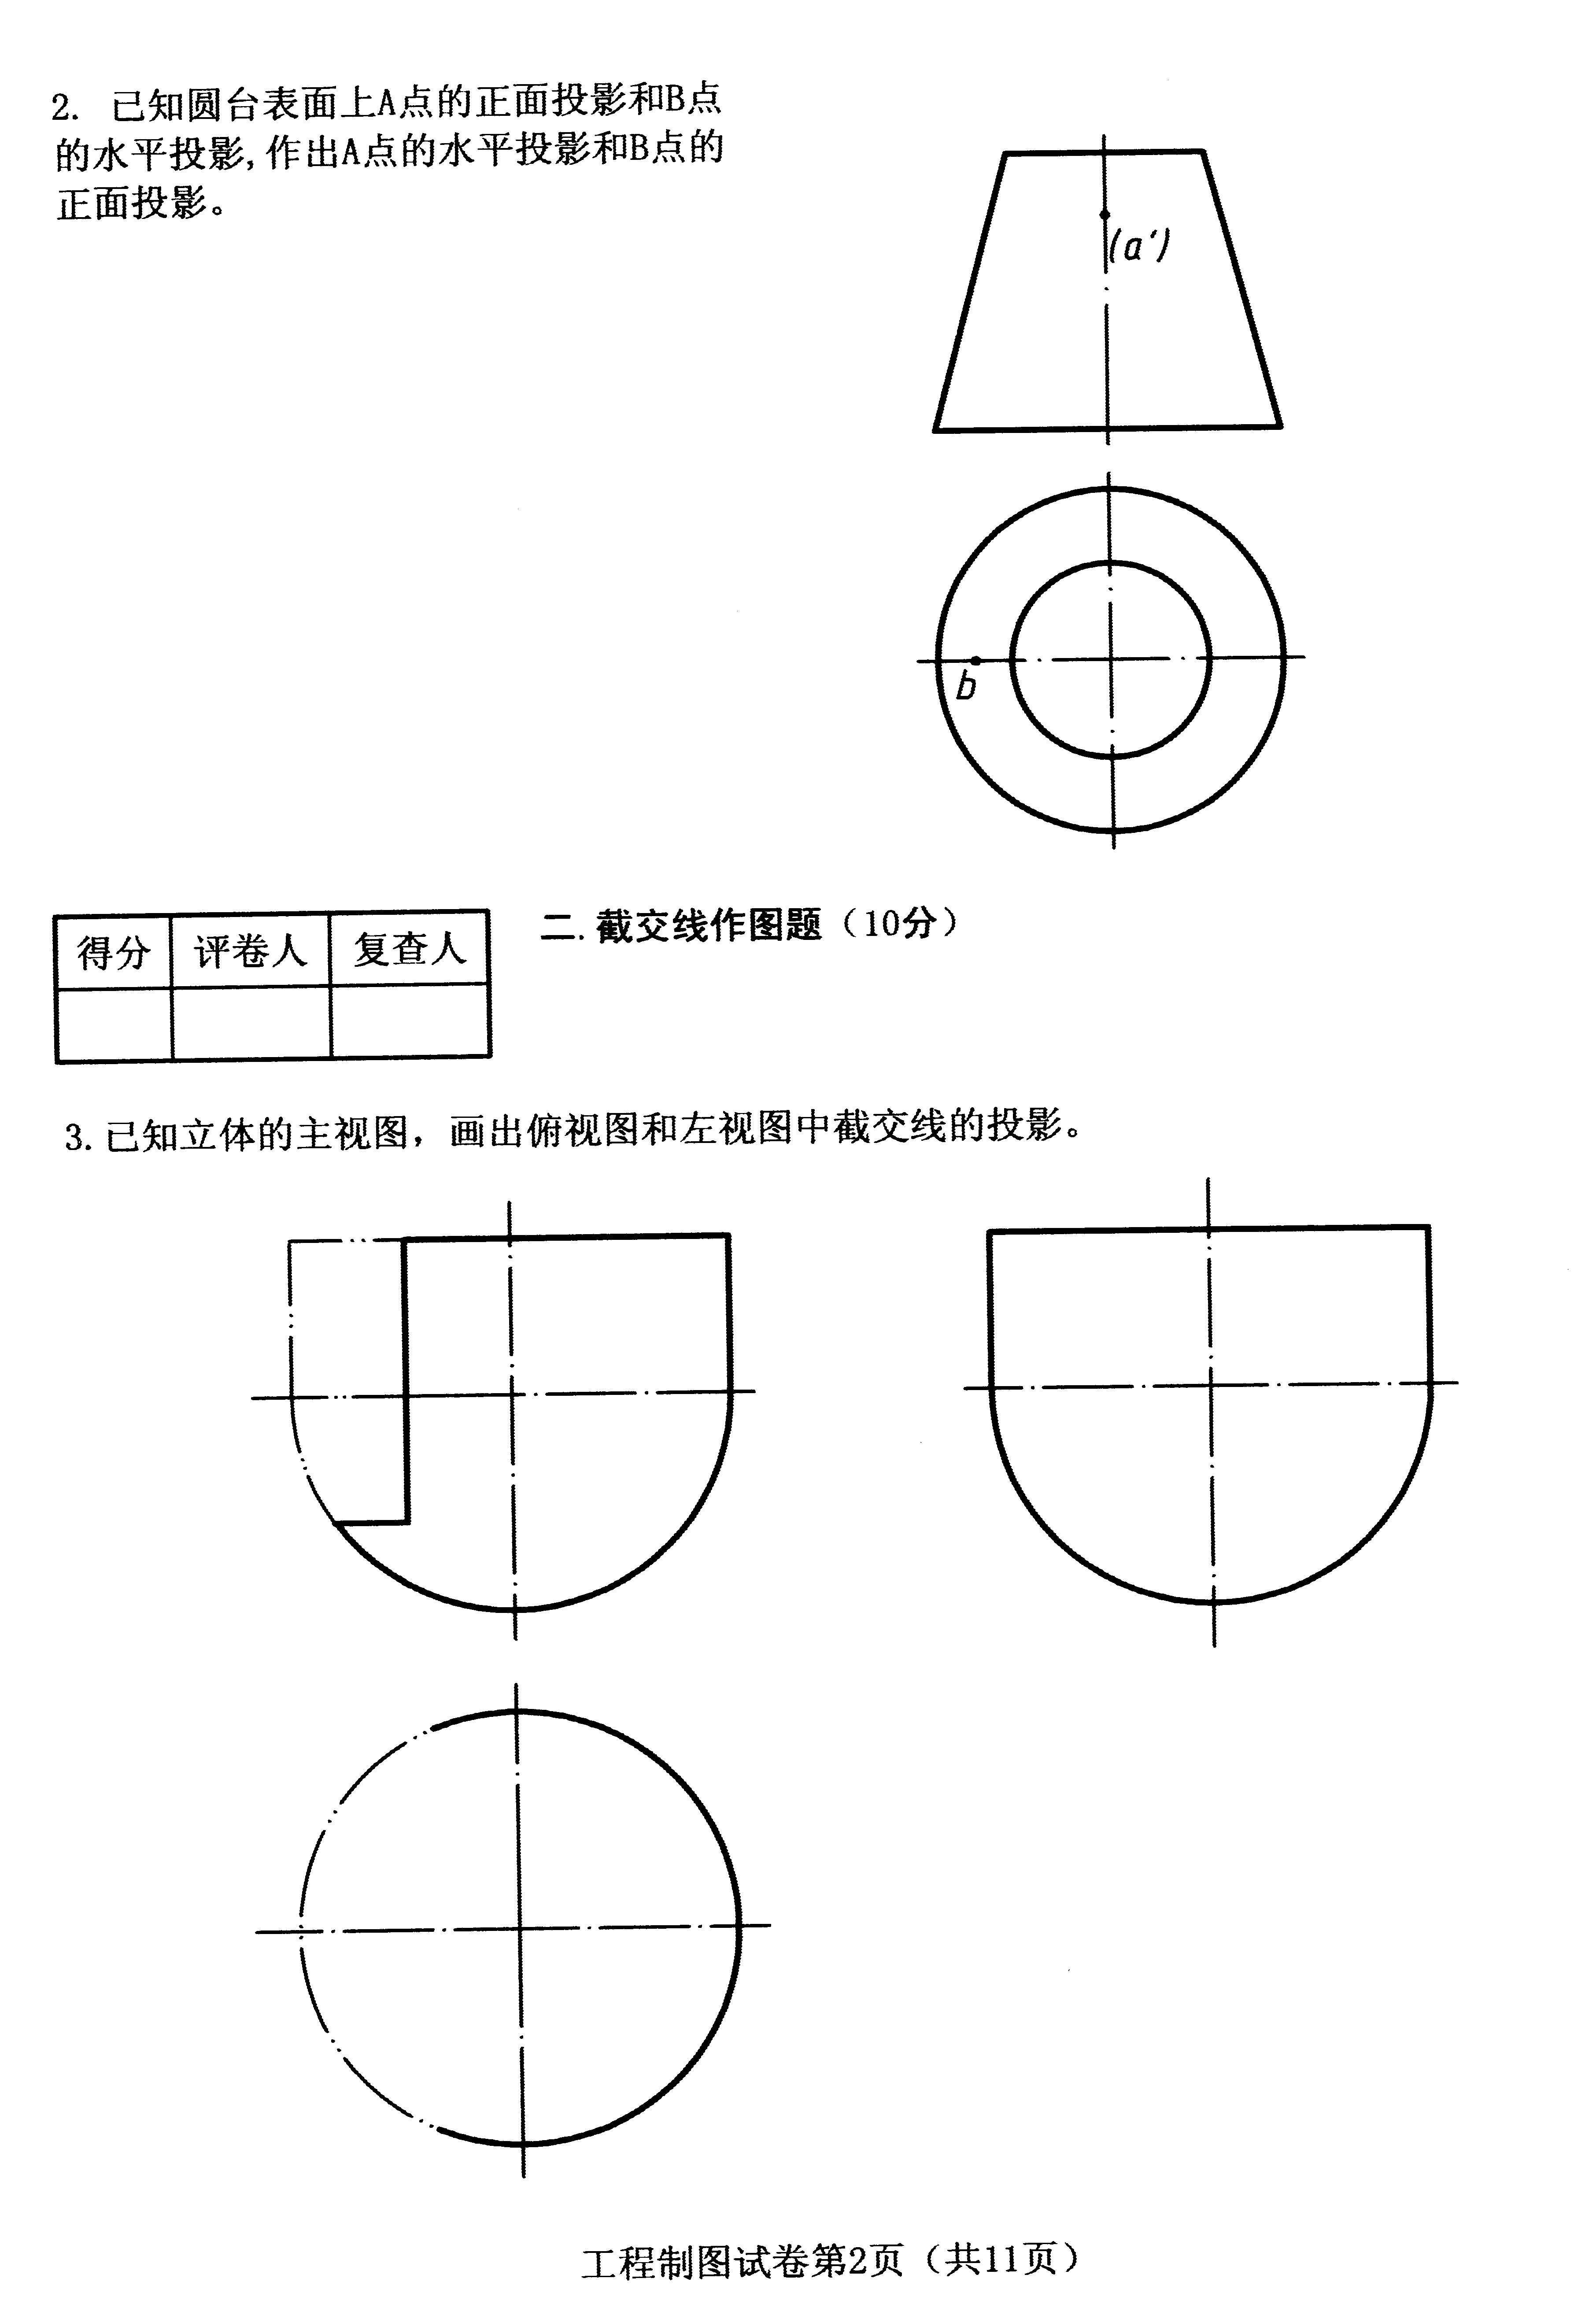 2. 已知圆台表面上A点的正面投影和B点
的水平投影,作出A点的水平投影和B点的
正面投影。
(a′)
b
得分 评卷人 复查人
二. 截交线作图题（10分）
3. 已知立体的主视图，画出俯视图和左视图中截交线的投影。
工程制图试卷第2页（共11页）